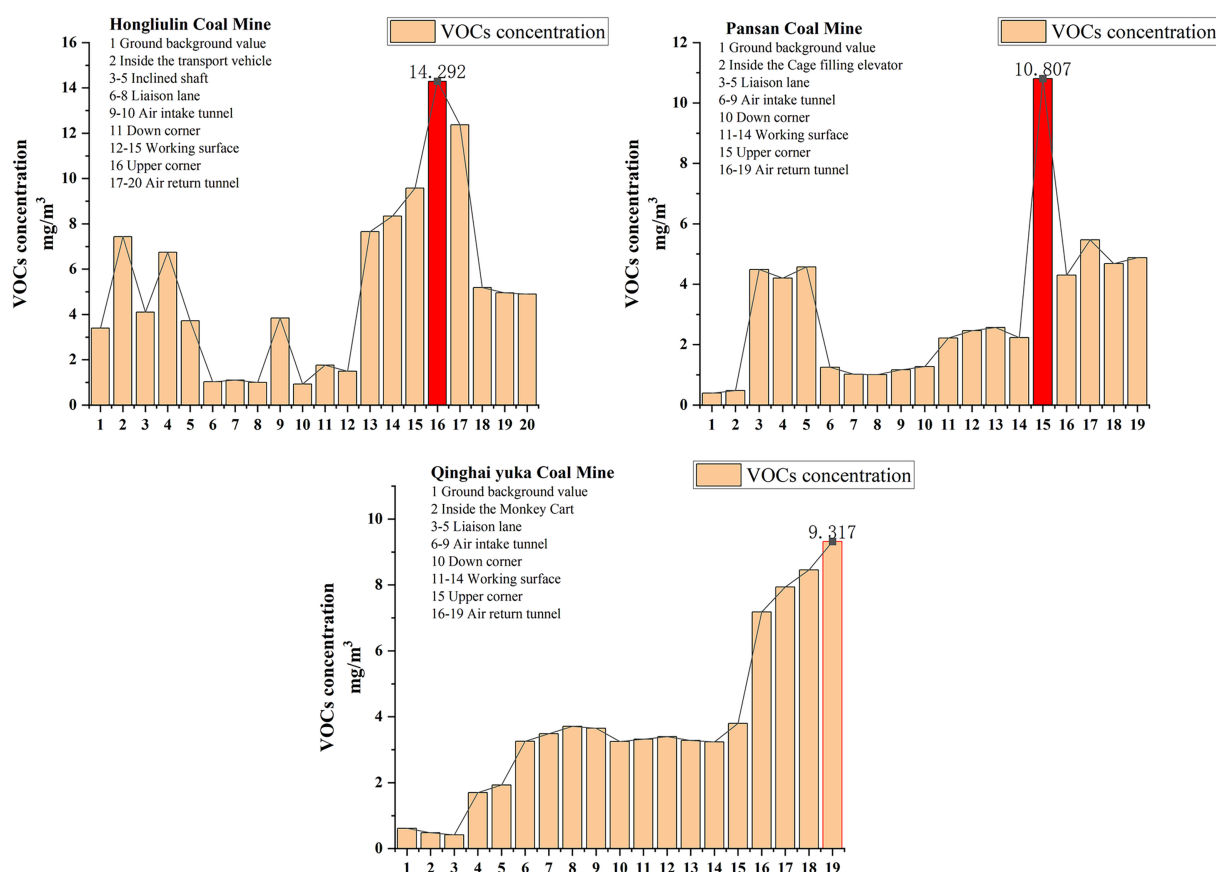 Hongliulin Coal Mine
1 Ground background value
2 Inside the transport vehicle
3-5 Inclined shaft
6-8 Liaison lane
9-10 Air intake tunnel
11 Down corner
12-15 Working surface
16 Upper corner
17-20 Air return tunnel
VOCs concentration
14.292
VOCs concentration
mg/m³
16
14
12
10
8
6
4
2
0
1 2 3 4 5 6 7 8 9 10 11 12 13 14 15 16 17 18 19 20
Pansan Coal Mine
1 Ground background value
2 Inside the Cage filling elevator
3-5 Liaison lane
6-9 Air intake tunnel
10 Down corner
11-14 Working surface
15 Upper corner
16-19 Air return tunnel
VOCs concentration
10.807
VOCs concentration
mg/m³
12
10
8
6
4
2
0
1 2 3 4 5 6 7 8 9 10 11 12 13 14 15 16 17 18 19
Qinghai yuka Coal Mine
1 Ground background value
2 Inside the Monkey Cart
3-5 Liaison lane
6-9 Air intake tunnel
10 Down corner
11-14 Working surface
15 Upper corner
16-19 Air return tunnel
VOCs concentration
9.317
VOCs concentration
mg/m³
10
8
6
4
2
0
1 2 3 4 5 6 7 8 9 10 11 12 13 14 15 16 17 18 19